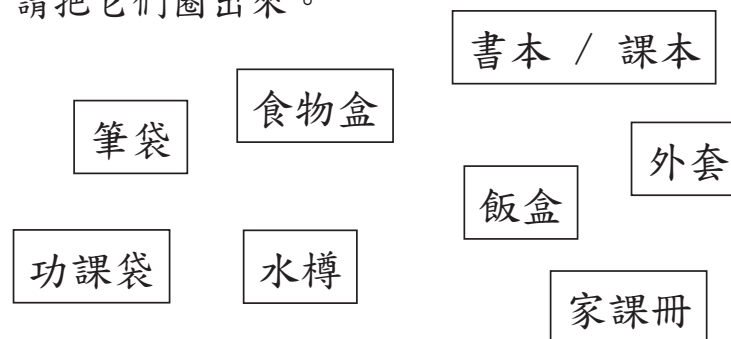 請把它們圈出來。
書本 / 課本
食物盒
筆袋
外套
飯盒
功課袋
水樽
家課冊